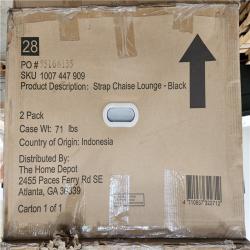 28
PO # 75166135
SKU 1007 447 909
Product Description: Strap Chaise Lounge - Black
2 Pack
Case Wt: 71 lbs
Country of Origin: Indonesia
Distributed By:
The Home Depot
2455 Paces Ferry Rd SE
Atlanta, GA 30339
Carton 1 of 1